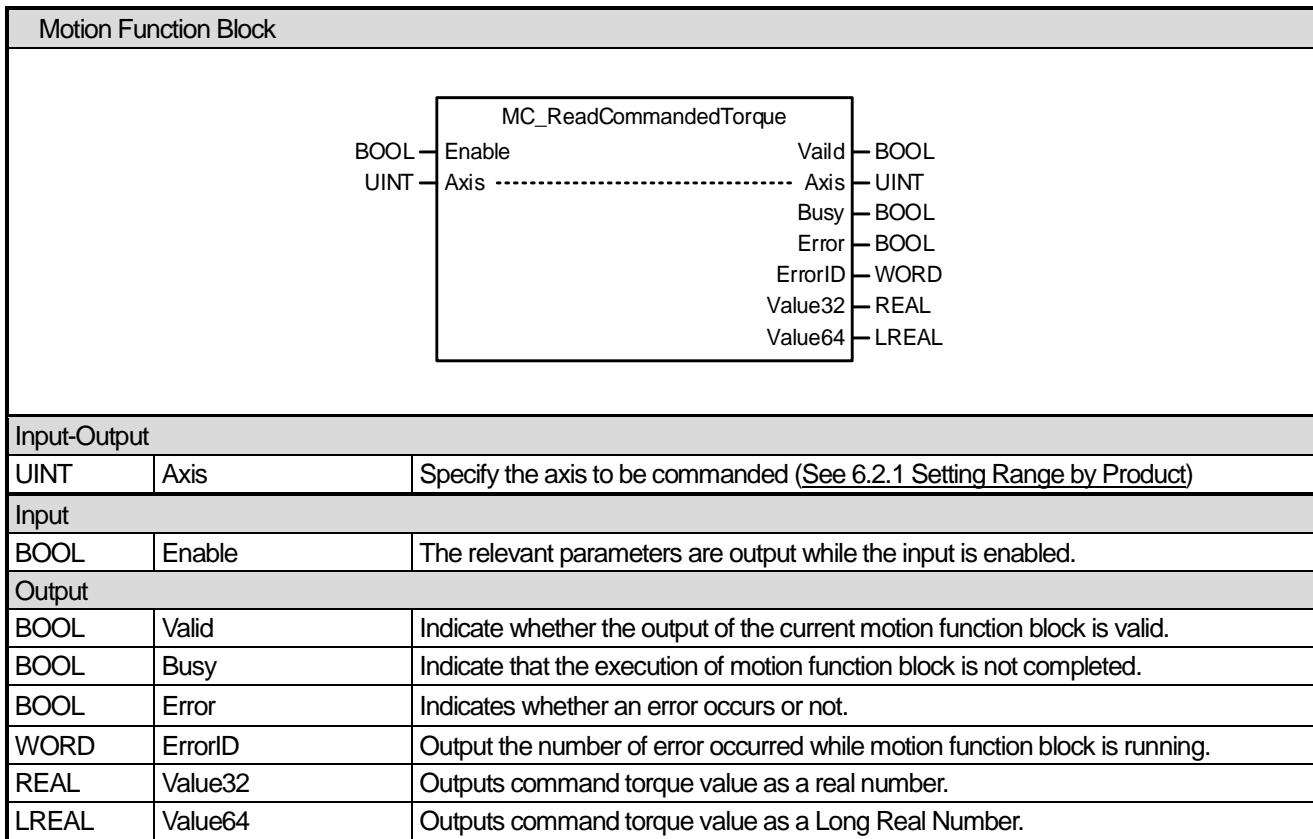 Motion Function Block
MC_ReadCommandedTorque
BOOL Enable Vaild BOOL
UINT Axis Axis UINT
Busy BOOL
Error BOOL
ErrorID WORD
Value32 REAL
Value64 LREAL
Input-Output
UINT Axis Specify the axis to be commanded (See 6.2.1 Setting Range by Product)
Input
BOOL Enable The relevant parameters are output while the input is enabled.
Output
BOOL Valid Indicate whether the output of the current motion function block is valid.
BOOL Busy Indicate that the execution of motion function block is not completed.
BOOL Error Indicates whether an error occurs or not.
WORD ErrorID Output the number of error occurred while motion function block is running.
REAL Value32 Outputs command torque value as a real number.
LREAL Value64 Outputs command torque value as a Long Real Number.